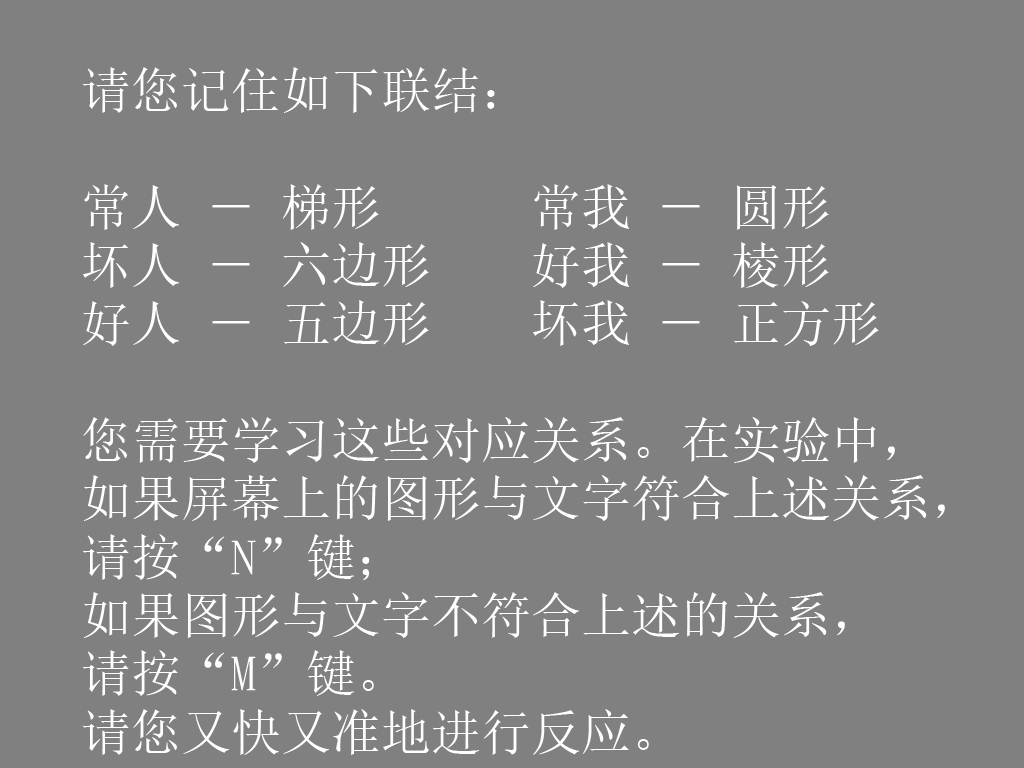 请您记住如下联结：
常人 － 梯形　　　常我 － 圆形
坏人 － 六边形　　好我 － 棱形
好人 － 五边形　　坏我 － 正方形
您需要学习这些对应关系。在实验中，
如果屏幕上的图形与文字符合上述关系，
请按“N”键；
如果图形与文字不符合上述的关系，
请按“M”键。
请您又快又准地进行反应。